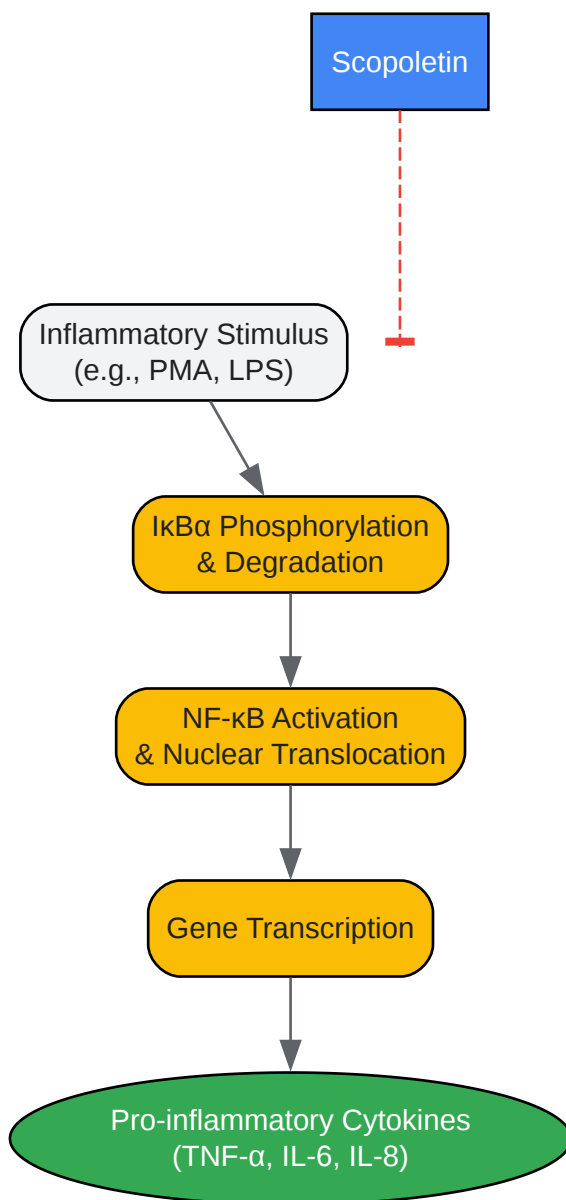 Scopoletin
Inflammatory Stimulus
(e.g., PMA, LPS)
IκBα Phosphorylation
& Degradation
NF-κB Activation
& Nuclear Translocation
Gene Transcription
Pro-inflammatory Cytokines
(TNF-α, IL-6, IL-8)